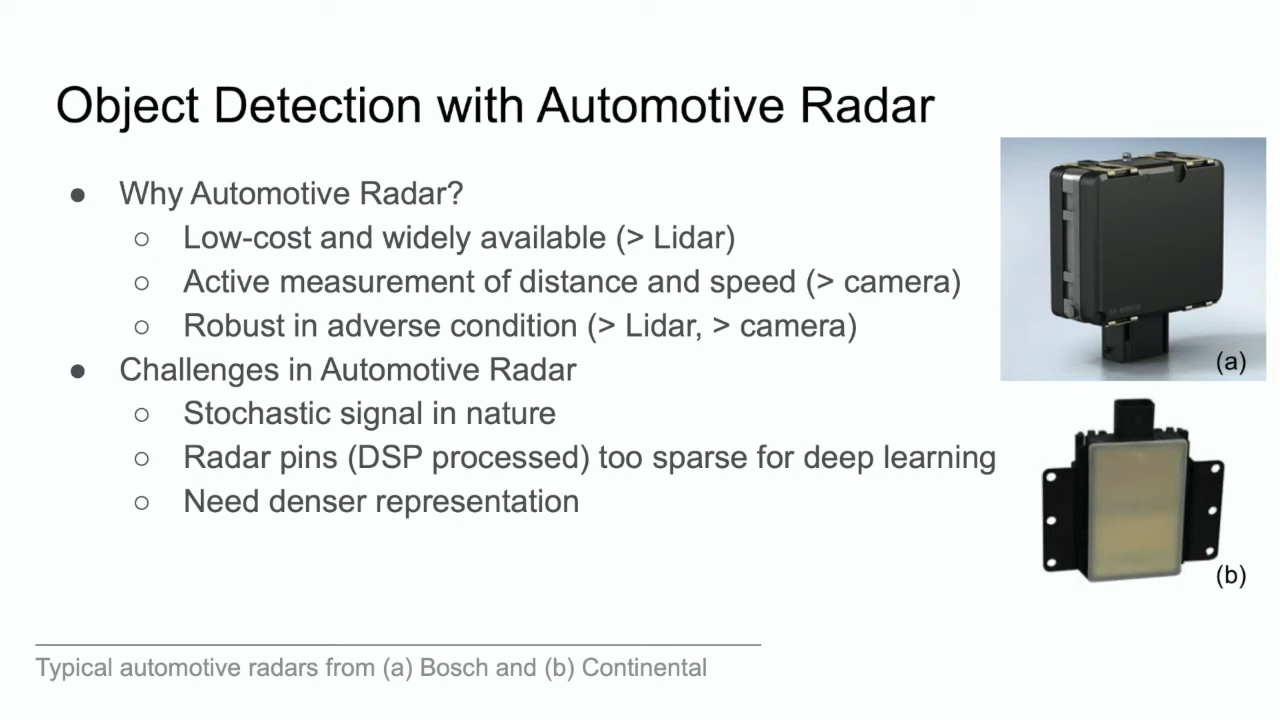 Object Detection with Automotive Radar
● Why Automotive Radar?
○ Low-cost and widely available (> Lidar)
○ Active measurement of distance and speed (> camera)
○ Robust in adverse condition (> Lidar, > camera)
● Challenges in Automotive Radar
○ Stochastic signal in nature
○ Radar pins (DSP processed) too sparse for deep learning
○ Need denser representation
(a)
(b)
Typical automotive radars from (a) Bosch and (b) Continental